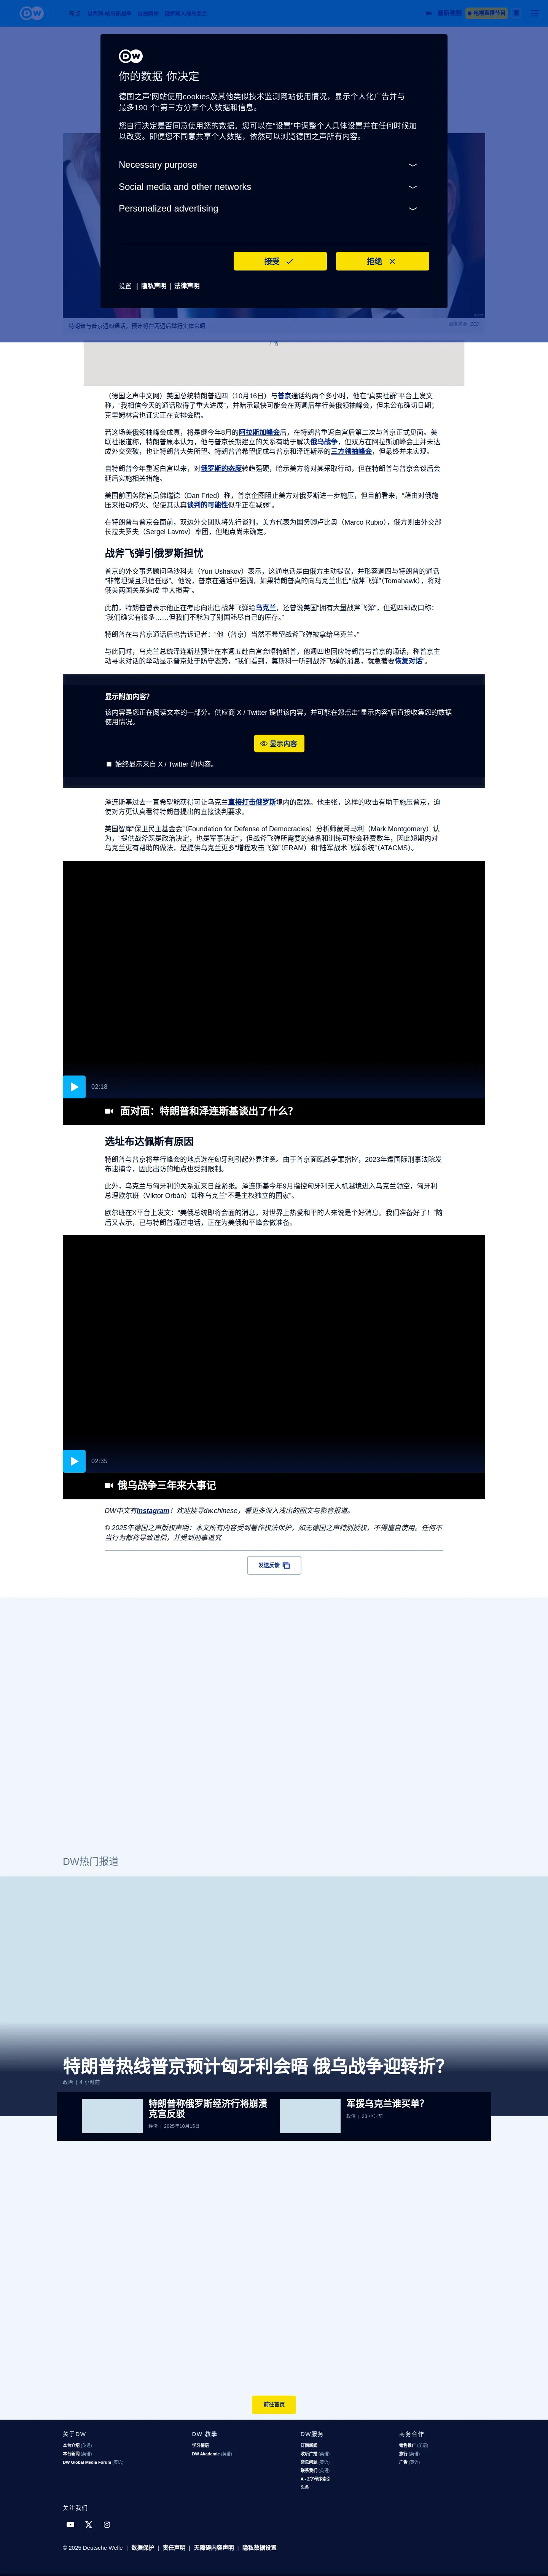 DW
热点
以色列-哈马斯战争
台海局势
俄罗斯入侵乌克兰
最新视频
DW
你的数据 你决定
德国之声'网站使用cookies及其他类似技术监测网站使用情况，显示个人化广告并与
最多190 个;第三方分享个人数据和信息。
您自行决定是否同意使用您的数据。您可以在“设置”中调整个人具体设置并在任何时候加
以改变。即便您不同意共享个人数据，依然可以浏览德国之声所有内容。
Necessary purpose
Social media and other networks
Personalized advertising
接受
拒绝
设置 | 隐私声明 | 法律声明
特朗普与普京週四通话。预计将在两週后举行实体会晤
广告
（德国之声中文网）美国总统特朗普週四（10月16日）与普京通话约两个多小时，他在“真实社群”平台上发文
称，“我相信今天的通话取得了重大进展”，并暗示最快可能会在两週后举行美俄领袖峰会，但未公布确切日期；
克里姆林宫也证实正在安排会晤。
若这场美俄领袖峰会成真，将是继今年8月的阿拉斯加峰会后，在特朗普重返白宫后第二次与普京正式见面。美
联社报道称，特朗普原本认为，他与普京长期建立的关系有助于解决俄乌战争，但双方在阿拉斯加峰会上并未达
成外交突破，也让特朗普大失所望。特朗普曾希望促成与普京和泽连斯基的三方领袖峰会，但最终并未实现。
自特朗普今年重返白宫以来，对俄罗斯的态度转趋强硬，暗示美方将对其采取行动，但在特朗普与普京会谈后会
延后实施相关措施。
美国前国务院官员佛瑞德（Dan Fried）称，普京企图阻止美方对俄罗斯进一步施压，但目前看来，“藉由对俄施
压来推动停火、促使其认真谈判的可能性似乎正在减弱”。
在特朗普与普京会面前，双边外交团队将先行谈判，美方代表为国务卿卢比奥（Marco Rubio），俄方则由外交部
长拉夫罗夫（Sergei Lavrov）率团，但地点尚未确定。
战斧飞弹引俄罗斯担忧
普京的外交事务顾问乌沙科夫（Yuri Ushakov）表示，这通电话是由俄方主动提议，并形容週四与特朗普的通话
“非常坦诚且具信任感”。他说，普京在通话中强调，如果特朗普真的向乌克兰出售“战斧飞弹”（Tomahawk），将对
俄美两国关系造成“重大损害”。
此前，特朗普曾表示他正在考虑向出售战斧飞弹给乌克兰，还曾说美国“拥有大量战斧飞弹”，但週四却改口称：
“我们确实有很多……但我们不能为了别国耗尽自己的库存。”
特朗普在与普京通话后也告诉记者：“他（普京）当然不希望战斧飞弹被拿给乌克兰。”
与此同时，乌克兰总统泽连斯基预计在本週五赴白宫会晤特朗普，他週四也回应特朗普与普京的通话，称普京主
动寻求对话的举动显示普京处于防守态势，“我们看到，莫斯科一听到战斧飞弹的消息，就急着要恢复对话”。
显示附加内容？
该内容是您正在阅读文本的一部分。供应商 X / Twitter 提供该内容，并可能在您点击“显示内容”后直接收集您的数据
使用情况。
显示内容
始终显示来自 X / Twitter 的内容。
泽连斯基过去一直希望能获得可让乌克兰直接打击俄罗斯境内的武器。他主张，这样的攻击有助于施压普京，迫
使对方更认真看待特朗普提出的直接谈判要求。
美国智库“保卫民主基金会”（Foundation for Defense of Democracies）分析师蒙哥马利（Mark Montgomery）认
为，“提供战斧既是政治决定，也是军事决定”，但战斧飞弹所需要的装备和训练可能会耗费数年，因此短期内对
乌克兰更有帮助的做法，是提供乌克兰更多“增程攻击飞弹”（ERAM）和“陆军战术飞弹系统”（ATACMS）。
02:18
面对面：特朗普和泽连斯基谈出了什么？
选址布达佩斯有原因
特朗普与普京将举行峰会的地点选在匈牙利引起外界注意。由于普京面临战争罪指控，2023年遭国际刑事法院发
布逮捕令，因此出访的地点也受到限制。
此外，乌克兰与匈牙利的关系近来日益紧张。泽连斯基今年9月指控匈牙利无人机越境进入乌克兰领空，匈牙利
总理欧尔班（Viktor Orbán）却称乌克兰“不是主权独立的国家”。
欧尔班在X平台上发文：“美俄总统即将会面的消息，对世界上热爱和平的人来说是个好消息。我们准备好了！”随
后又表示，已与特朗普通过电话，正在为美俄和平峰会做准备。
02:35
俄乌战争三年来大事记
DW中文有Instagram！欢迎搜寻dw.chinese，看更多深入浅出的图文与影音报道。
© 2025年德国之声版权声明：本文所有内容受到著作权法保护，如无德国之声特别授权，不得擅自使用。任何不
当行为都将导致追偿，并受到刑事追究
发送反馈
DW热门报道
特朗普热线普京预计匈牙利会晤 俄乌战争迎转折？
政治 | 4 小时前
特朗普称俄罗斯经济行将崩溃
克宫反驳
经济 | 2025年10月15日
军援乌克兰谁买单？
政治 | 23 小时前
前往首页
关于DW
本台介绍 (英语)
本台新闻 (英语)
DW Global Media Forum (英语)
DW 教學
学习德语
DW Akademie (英语)
DW服务
订阅新闻
收听广播 (英语)
常见问题 (英语)
联系我们 (英语)
A - Z字母序索引
头条
商务合作
销售推广 (英语)
旅行 (英语)
广告 (英语)
关注我们
© 2025 Deutsche Welle | 数据保护 | 责任声明 | 无障碍内容声明 | 隐私数据设置